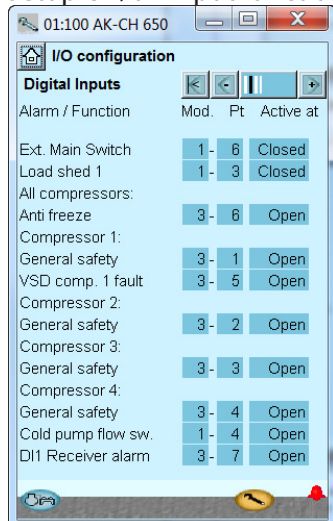 01:100 AK-CH 650
I/O configuration
Digital Inputs
Alarm / Function Mod. Pt Active at
Ext. Main Switch 1 - 6 Closed
Load shed 1 1 - 3 Closed
All compressors:
Anti freeze 3 - 6 Open
Compressor 1:
General safety 3 - 1 Open
VSD comp. 1 fault 3 - 5 Open
Compressor 2:
General safety 3 - 2 Open
Compressor 3:
General safety 3 - 3 Open
Compressor 4:
General safety 3 - 4 Open
Cold pump flow sw. 1 - 4 Open
DI1 Receiver alarm 3 - 7 Open